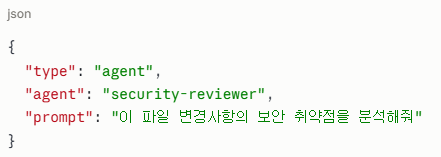 json
{
  "type": "agent",
  "agent": "security-reviewer",
  "prompt": "이 파일 변경사항의 보안 취약점을 분석해줘"
}